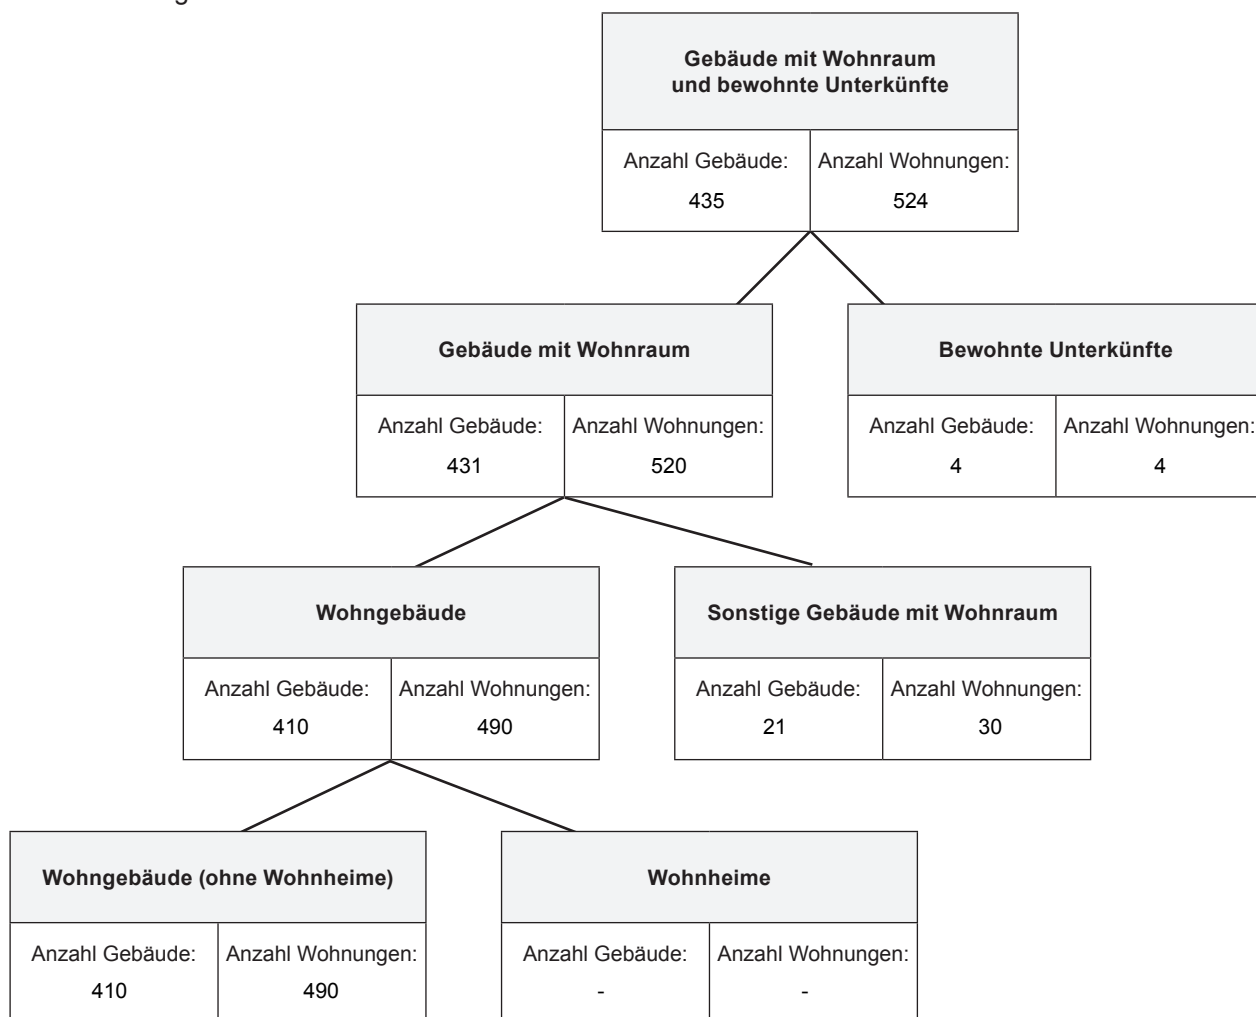 Gebäude mit Wohnraum
und bewohnte Unterkünfte
Anzahl Gebäude: Anzahl Wohnungen:
435 524
Gebäude mit Wohnraum
Anzahl Gebäude: Anzahl Wohnungen:
431 520
Bewohnte Unterkünfte
Anzahl Gebäude: Anzahl Wohnungen:
4 4
Wohngebäude
Anzahl Gebäude: Anzahl Wohnungen:
410 490
Sonstige Gebäude mit Wohnraum
Anzahl Gebäude: Anzahl Wohnungen:
21 30
Wohngebäude (ohne Wohnheime)
Anzahl Gebäude: Anzahl Wohnungen:
410 490
Wohnheime
Anzahl Gebäude: Anzahl Wohnungen:
- -